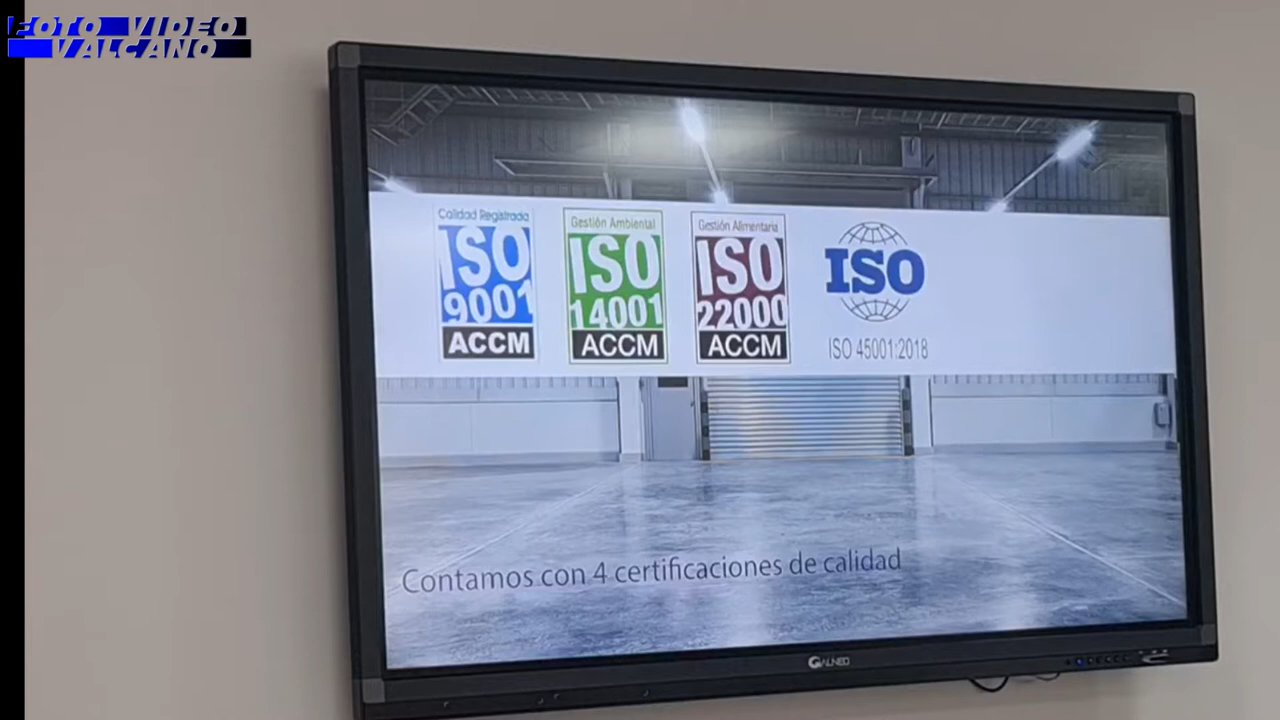 FOTO VIDEO
VALCANO
Calidad Registrada
ISO
9001
ACCM
Gestión Ambiental
ISO
14001
ACCM
Gestión Alimentaria
ISO
22000
ACCM
ISO
ISO 45001:2018
Contamos con 4 certificaciones de calidad
GALNEO